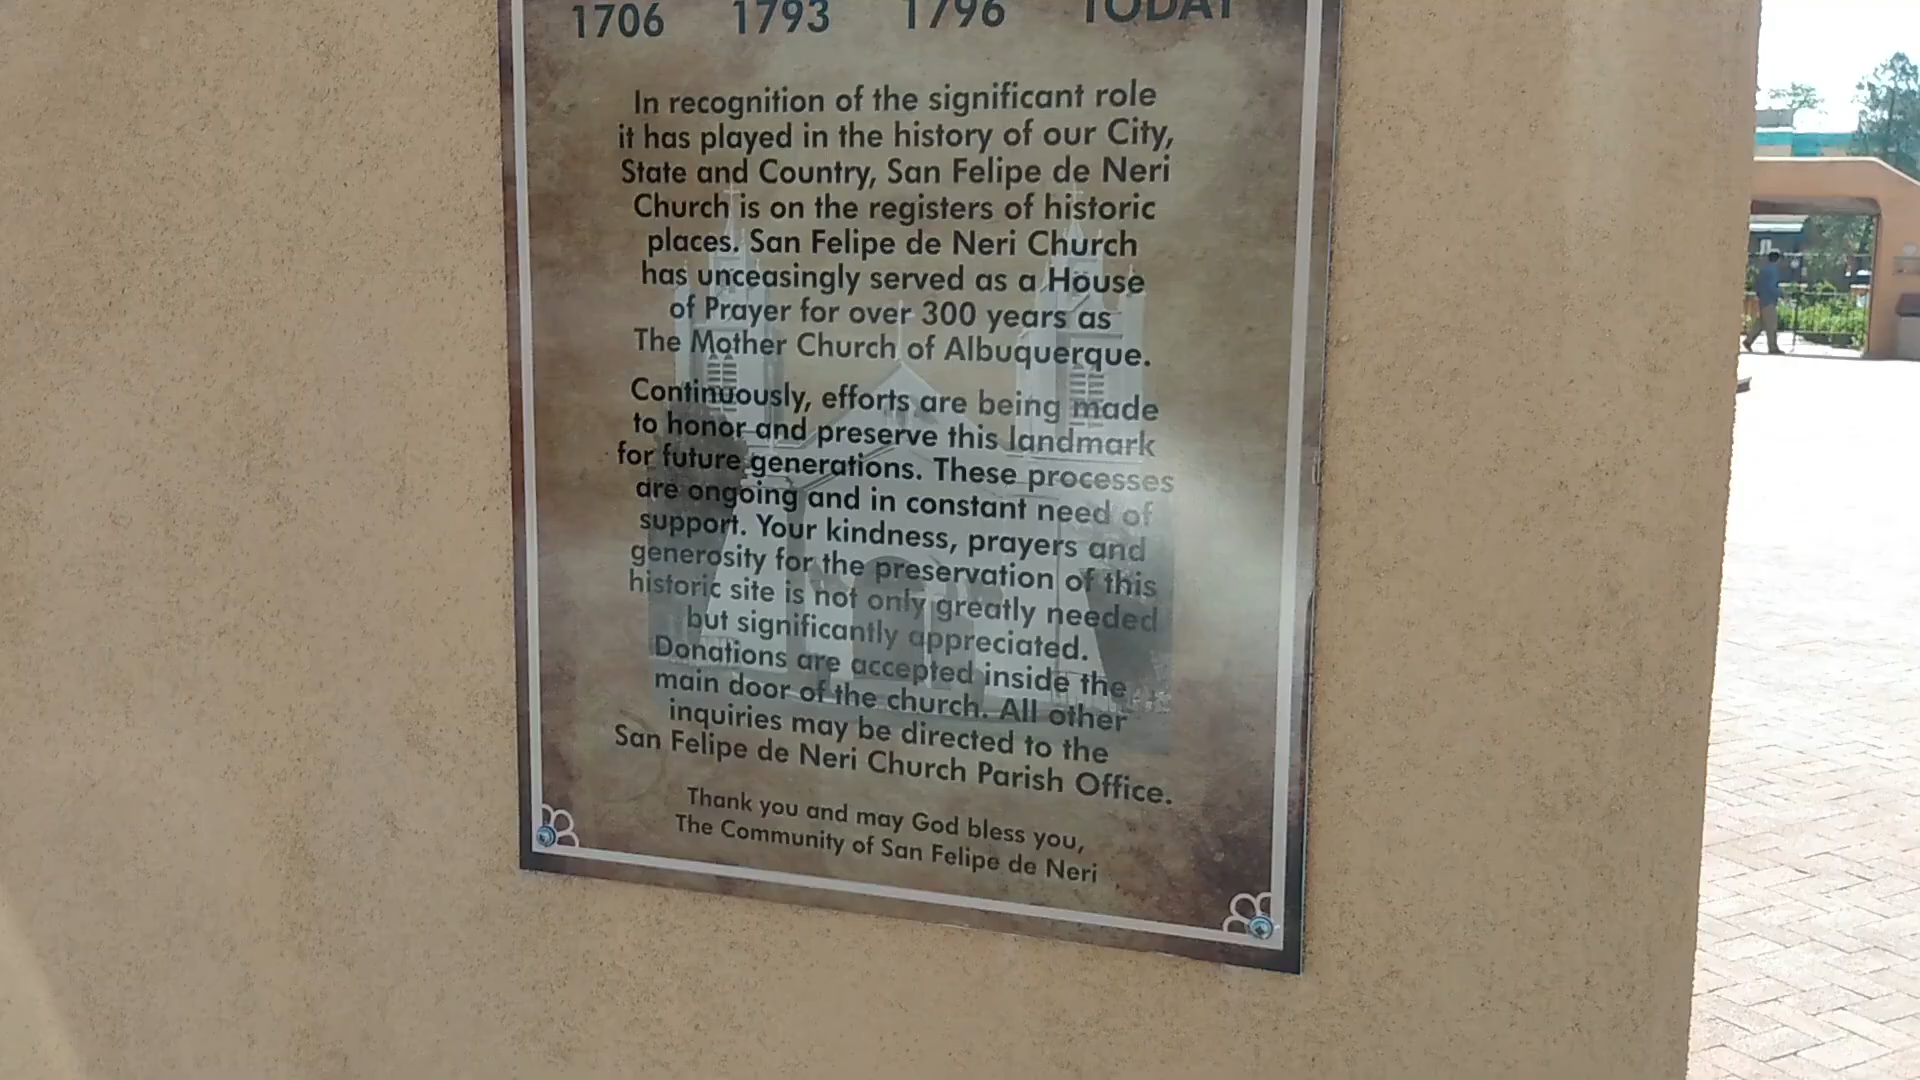 1706 1793 1796 TODAY
In recognition of the significant role
it has played in the history of our City,
State and Country, San Felipe de Neri
Church is on the registers of historic
places. San Felipe de Neri Church
has unceasingly served as a House
of Prayer for over 300 years as
The Mother Church of Albuquerque.
Continuously, efforts are being made
to honor and preserve this landmark
for future generations. These processes
are ongoing and in constant need of
support. Your kindness, prayers and
generosity for the preservation of this
historic site is not only greatly needed
but significantly appreciated.
Donations are accepted inside the
main door of the church. All other
inquiries may be directed to the
San Felipe de Neri Church Parish Office.
Thank you and may God bless you,
The Community of San Felipe de Neri